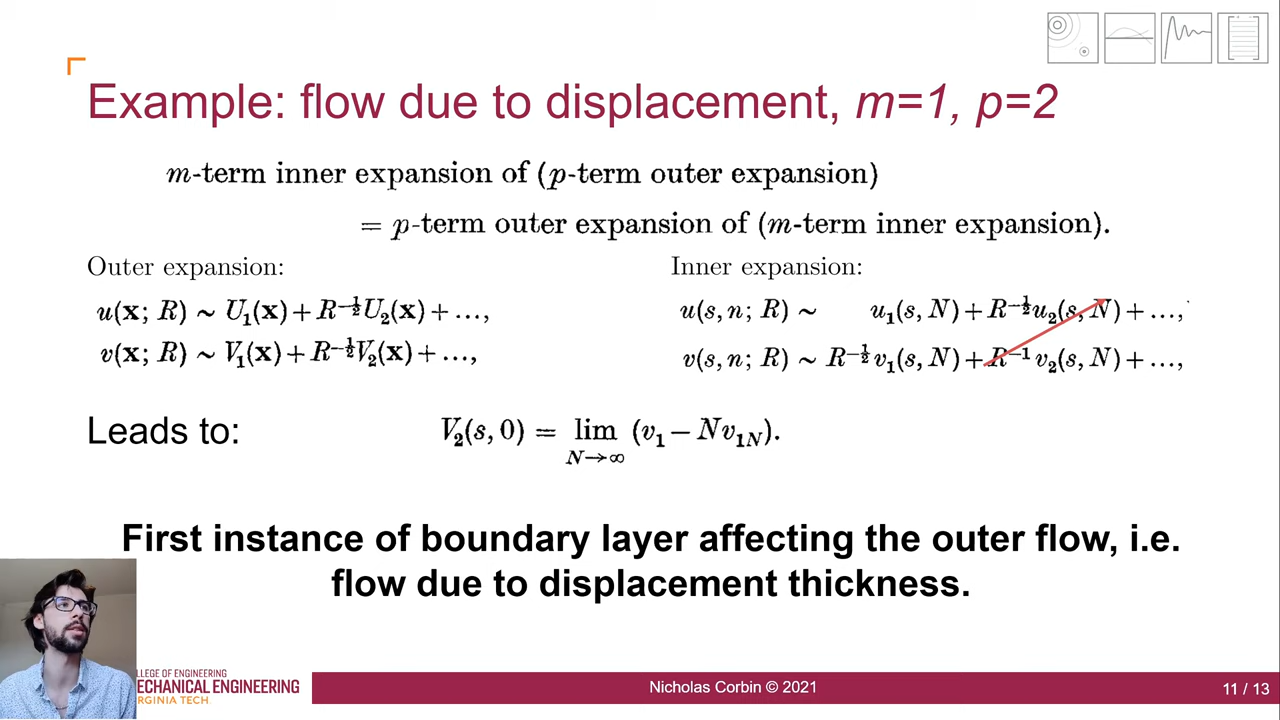 Example: flow due to displacement, m=1, p=2
m-term inner expansion of (p-term outer expansion)
= p-term outer expansion of (m-term inner expansion).
Outer expansion:
u(x; R) ~ U₁(x) + R^{-½}U₂(x) + ...,
v(x; R) ~ V₁(x) + R^{-½}V₂(x) + ...,
Inner expansion:
u(s, n; R) ~ u₁(s, N) + R^{-½}u₂(s, N) + ...,
v(s, n; R) ~ R^{-½}v₁(s, N) + R^{-1}v₂(s, N) + ...,
Leads to:
V₂(s, 0) = lim_{N→∞} (v₁ − Nv_{1N}).
First instance of boundary layer affecting the outer flow, i.e.
flow due to displacement thickness.
LLEGE OF ENGINEERING
ECHANICAL ENGINEERING
RGINIA TECH
Nicholas Corbin © 2021
11 / 13